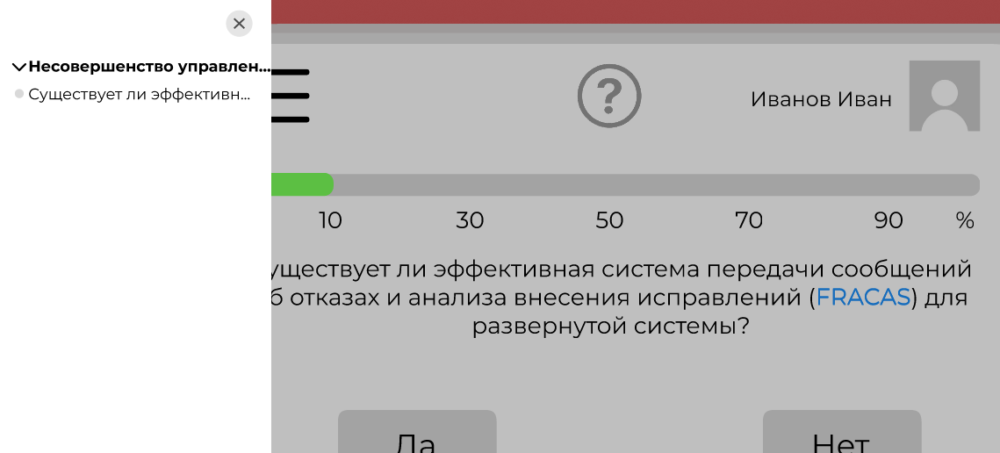 Несовершенство управлен...
Существует ли эффективн...
?
Иванов Иван
10 30 50 70 90 %
уществует ли эффективная система передачи сообщений
б отказах и анализа внесения исправлений (FRACAS) для
развернутой системы?
Да Нет